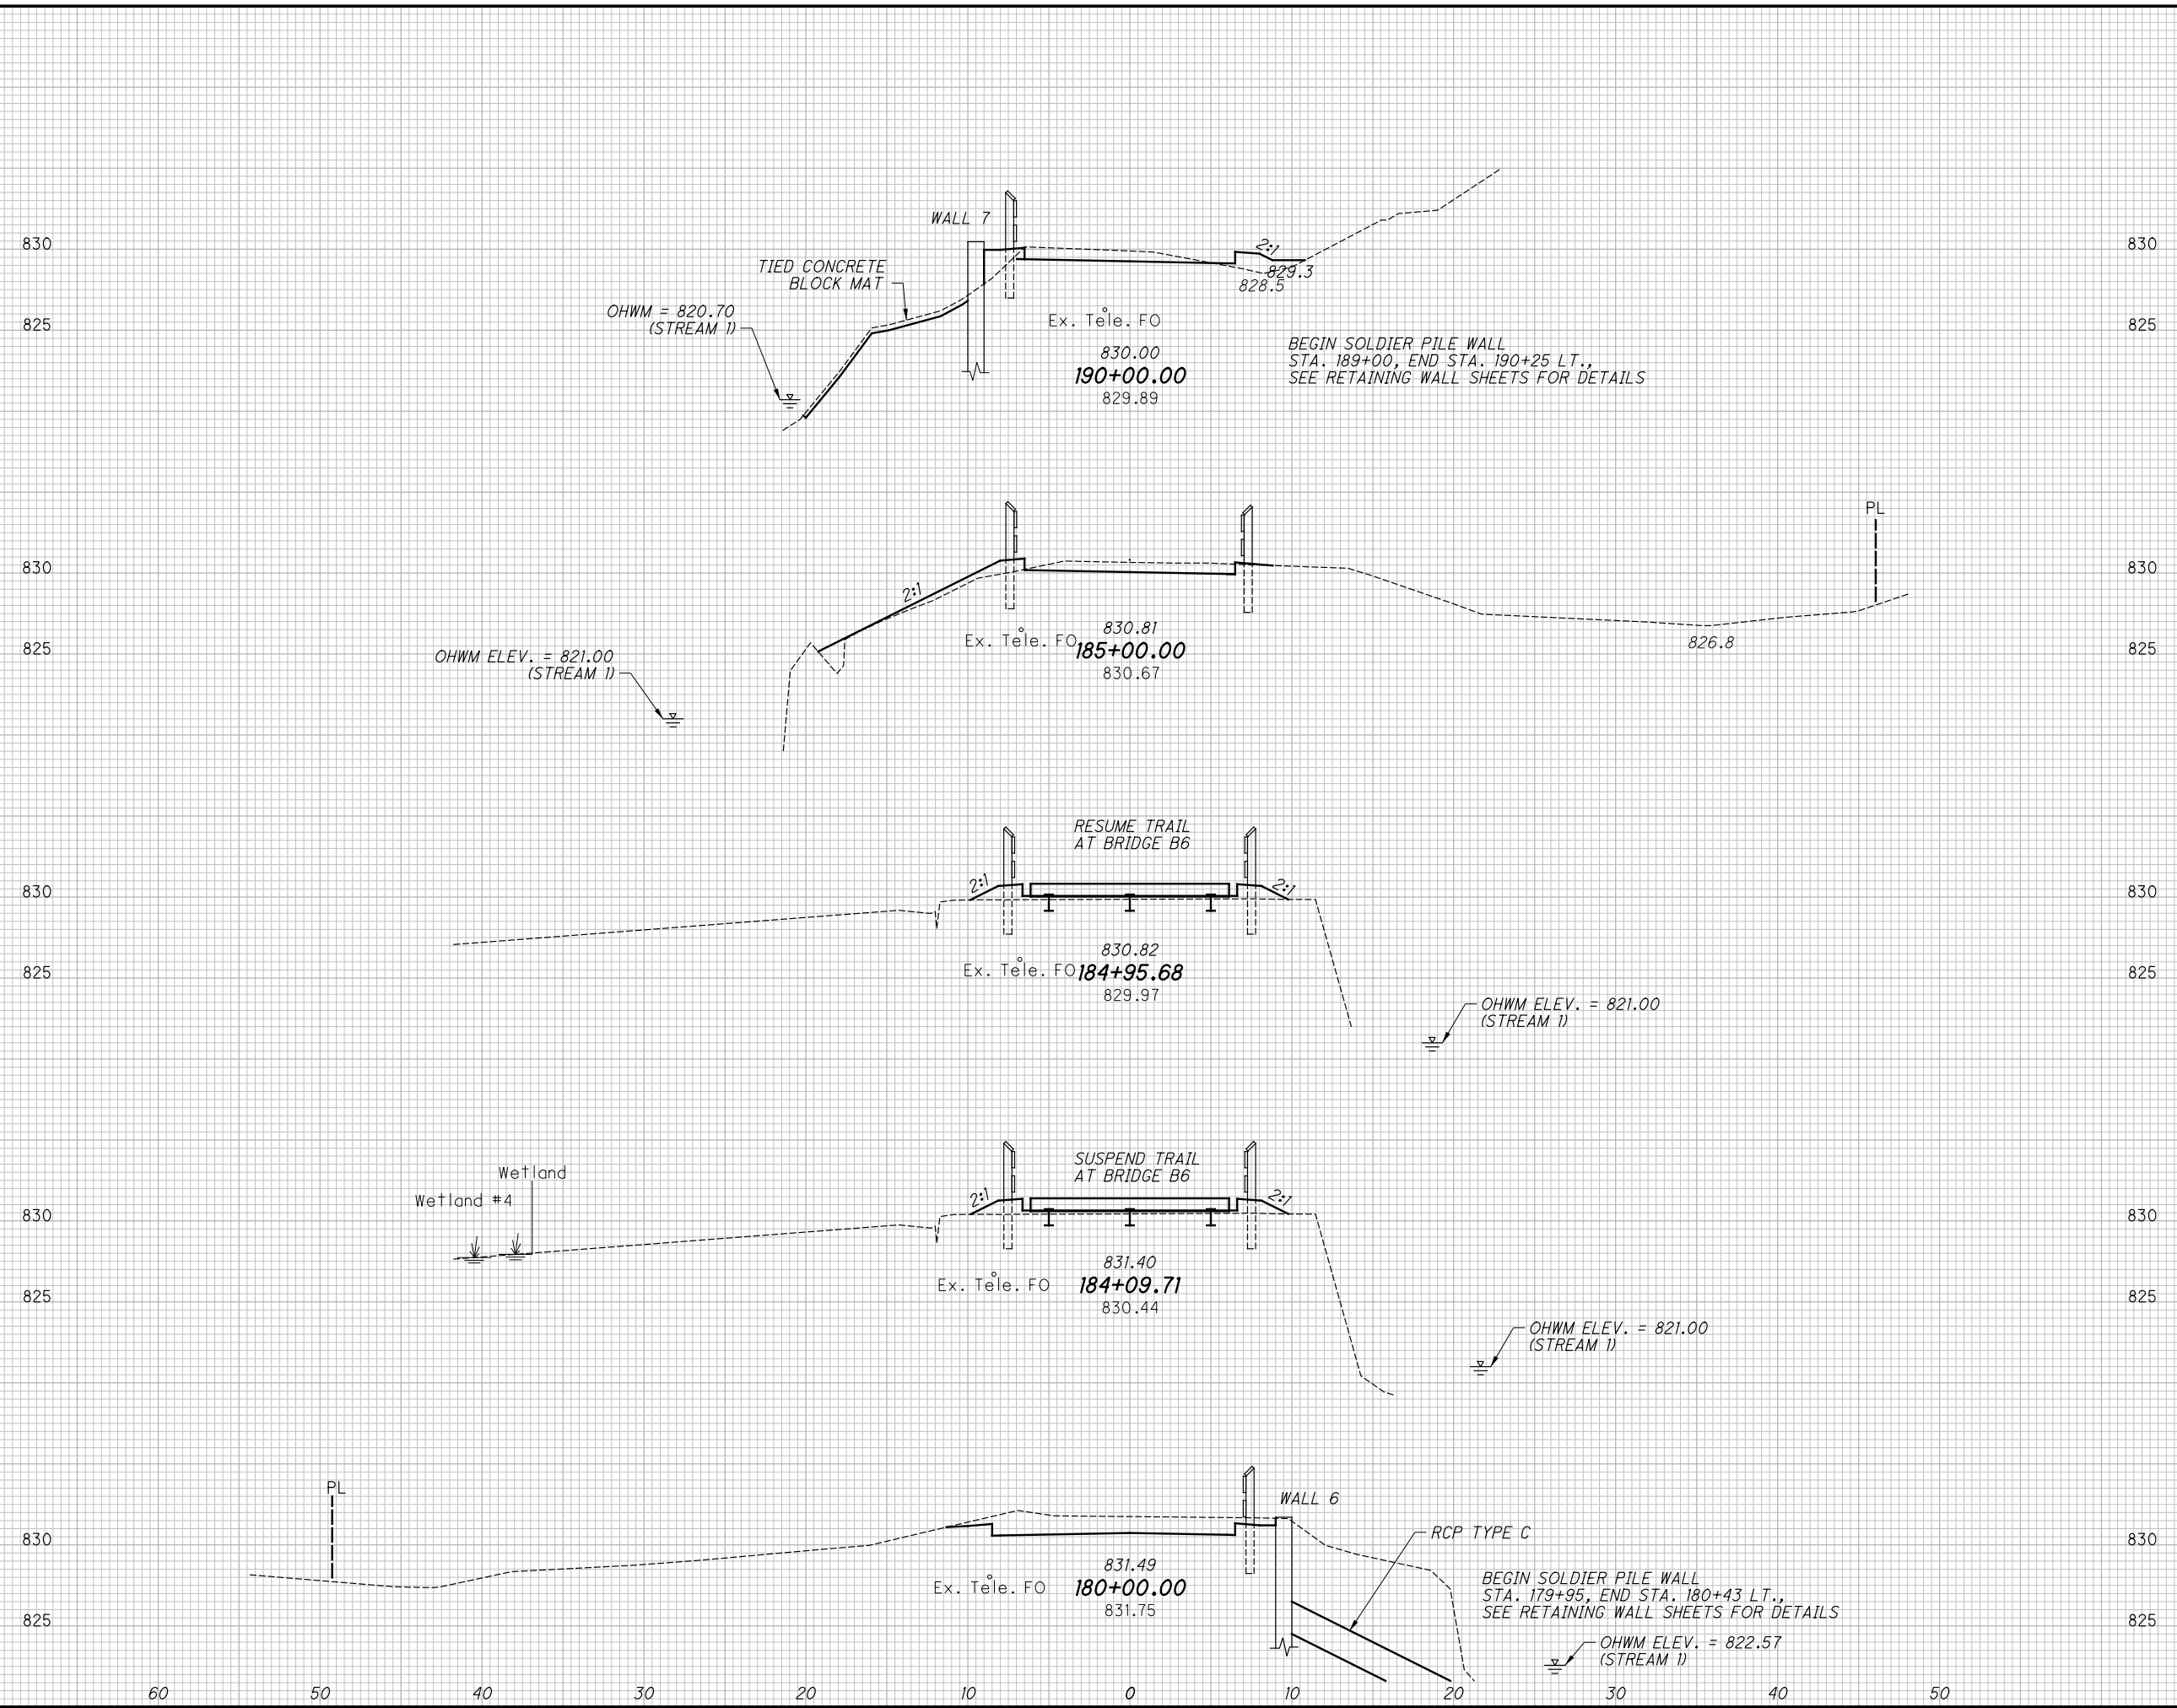 WALL 7
830
2:1
830
TIED CONCRETE
BLOCK MAT
829.3
828.5
OHWM = 820.70
(STREAM 1)
825
Ex. Tele. FO
825
830.00
190+00.00
829.89
BEGIN SOLDIER PILE WALL
STA. 189+00, END STA. 190+25 LT.,
SEE RETAINING WALL SHEETS FOR DETAILS
PL
830
830
2:1
825
OHWM ELEV. = 821.00
(STREAM 1)
Ex. Tele. FO
830.81
185+00.00
830.67
826.8
825
RESUME TRAIL
AT BRIDGE B6
830
2:1
2:1
830
825
Ex. Tele. FO
830.82
184+95.68
829.97
825
OHWM ELEV. = 821.00
(STREAM 1)
SUSPEND TRAIL
AT BRIDGE B6
Wetland
Wetland #4
2:1
2:1
830
830
825
Ex. Tele. FO
831.40
184+09.71
830.44
825
OHWM ELEV. = 821.00
(STREAM 1)
PL
WALL 6
830
RCP TYPE C
830
Ex. Tele. FO
831.49
180+00.00
831.75
BEGIN SOLDIER PILE WALL
STA. 179+95, END STA. 180+43 LT.,
SEE RETAINING WALL SHEETS FOR DETAILS
825
825
OHWM ELEV. = 822.57
(STREAM 1)
60 50 40 30 20 10 0 10 20 30 40 50